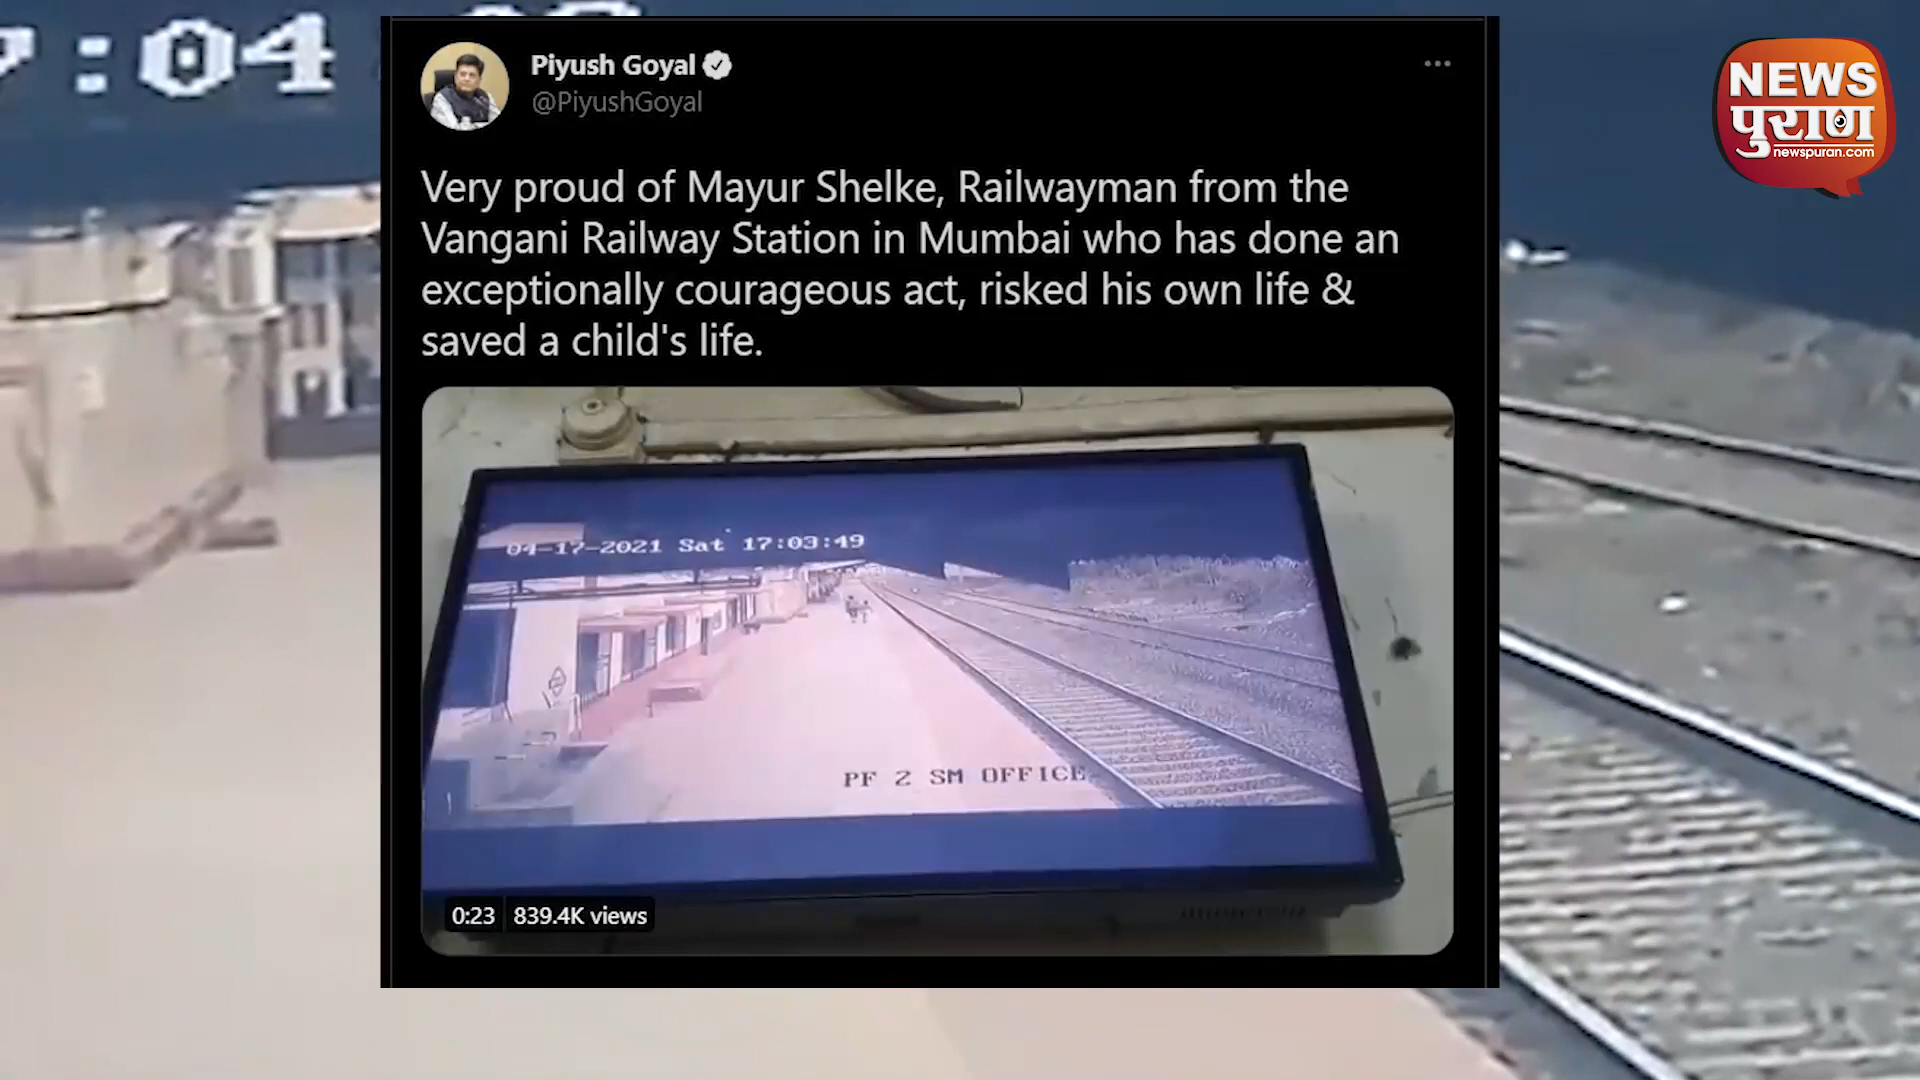 :04
NEWS
पुराण
newspuran.com
Piyush Goyal
@PiyushGoyal
Very proud of Mayur Shelke, Railwayman from the
Vangani Railway Station in Mumbai who has done an
exceptionally courageous act, risked his own life &
saved a child's life.
04-17-2021 Sat 17:03:49
PF 2 SM OFFICE
0:23 839.4K views